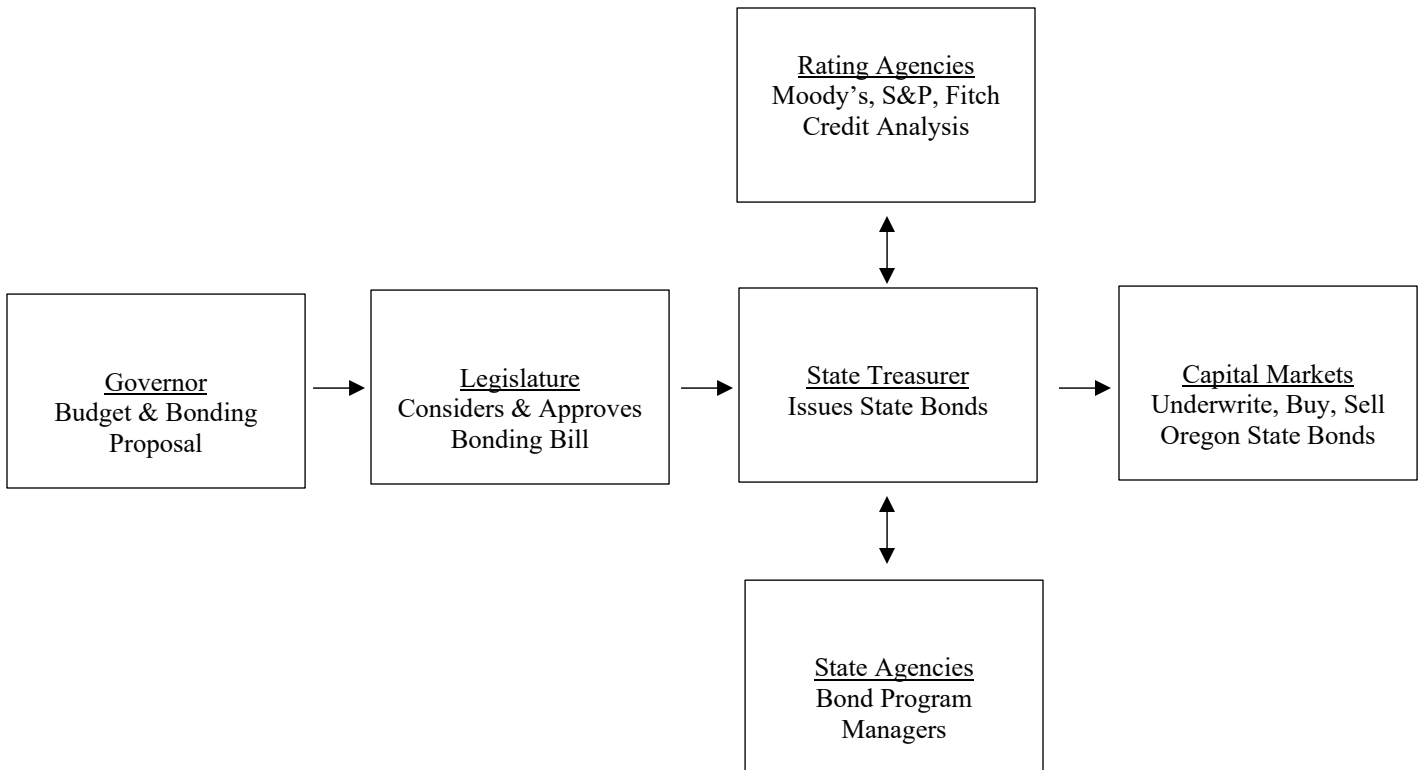 Rating Agencies
Moody’s, S&P, Fitch
Credit Analysis
Governor
Budget & Bonding
Proposal
Legislature
Considers & Approves
Bonding Bill
State Treasurer
Issues State Bonds
Capital Markets
Underwrite, Buy, Sell
Oregon State Bonds
State Agencies
Bond Program
Managers